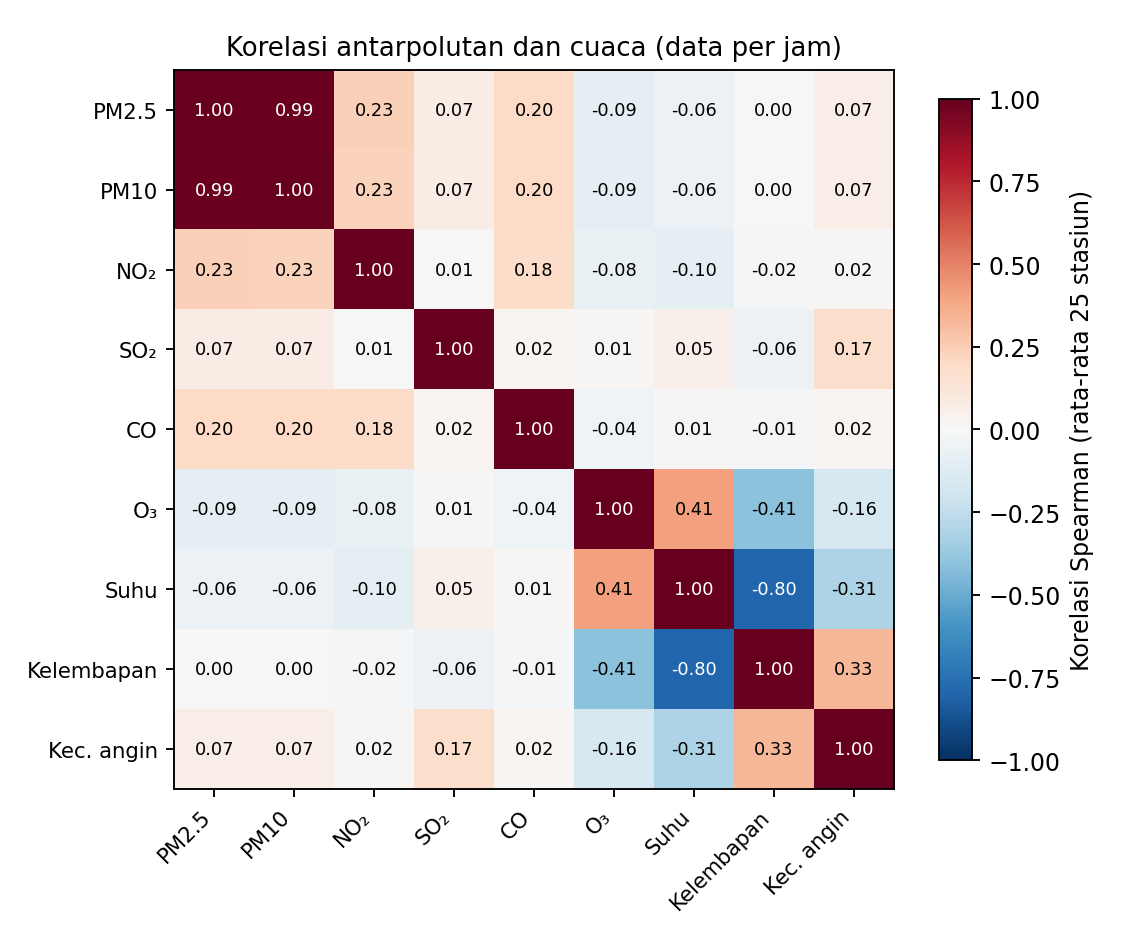 Korelasi antarpolutan dan cuaca (data per jam)
PM2.5 1.00 0.99 0.23 0.07 0.20 -0.09 -0.06 0.00 0.07
PM10 0.99 1.00 0.23 0.07 0.20 -0.09 -0.06 0.00 0.07
NO₂ 0.23 0.23 1.00 0.01 0.18 -0.08 -0.10 -0.02 0.02
SO₂ 0.07 0.07 0.01 1.00 0.02 0.01 0.05 -0.06 0.17
CO 0.20 0.20 0.18 0.02 1.00 -0.04 0.01 -0.01 0.02
O₃ -0.09 -0.09 -0.08 0.01 -0.04 1.00 0.41 -0.41 -0.16
Suhu -0.06 -0.06 -0.10 0.05 0.01 0.41 1.00 -0.80 -0.31
Kelembapan 0.00 0.00 -0.02 -0.06 -0.01 -0.41 -0.80 1.00 0.33
Kec. angin 0.07 0.07 0.02 0.17 0.02 -0.16 -0.31 0.33 1.00
PM2.5 PM10 NO₂ SO₂ CO O₃ Suhu Kelembapan Kec. angin
1.00
0.75
0.50
0.25
0.00
−0.25
−0.50
−0.75
−1.00
Korelasi Spearman (rata-rata 25 stasiun)